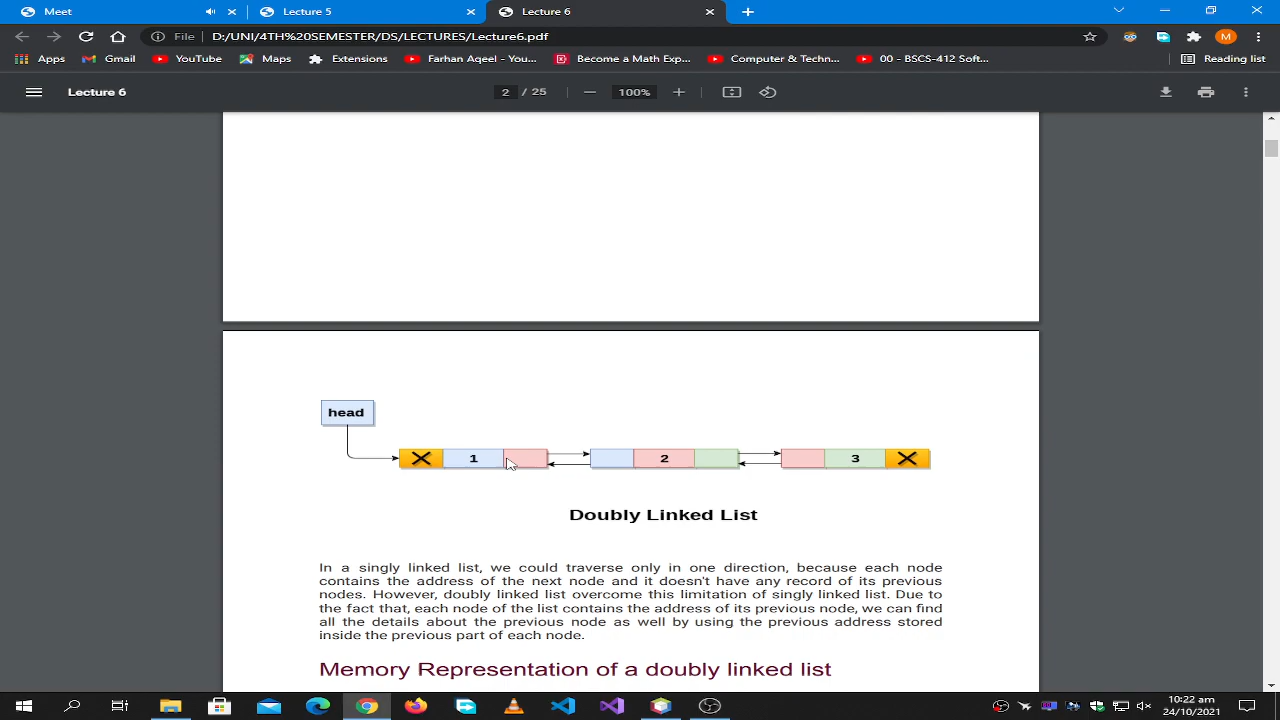 Meet
Lecture 5
Lecture 6
File D:/UNI/4TH%20SEMESTER/DS/LECTURES/Lecture6.pdf
M
Apps Gmail YouTube Maps Extensions Farhan Aqeel - You... Become a Math Exp... Computer & Techn... 00 - BSCS-412 Soft... Reading list
Lecture 6
2 / 25
100%
head
1 2 3
Doubly Linked List
In a singly linked list, we could traverse only in one direction, because each node
contains the address of the next node and it doesn't have any record of its previous
nodes. However, doubly linked list overcome this limitation of singly linked list. Due to
the fact that, each node of the list contains the address of its previous node, we can find
all the details about the previous node as well by using the previous address stored
inside the previous part of each node.
Memory Representation of a doubly linked list
10:22 am
24/10/2021